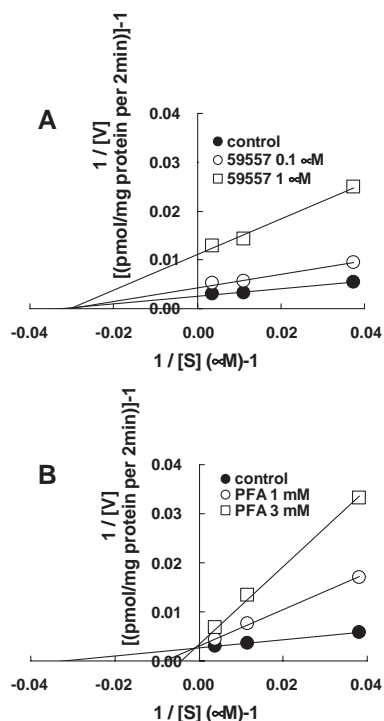 A
1 / [V]
[(pmol/mg protein per 2min)]-1
0.04
0.03
0.02
0.01
0.00
control
59557 0.1 ∝M
59557 1 ∝M
-0.04 -0.02 0.00 0.02 0.04
1 / [S] (∝M)-1
B
1 / [V]
[(pmol/mg protein per 2min)]-1
0.04
0.03
0.02
0.01
0.00
control
PFA 1 mM
PFA 3 mM
-0.04 -0.02 0.00 0.02 0.04
1 / [S] (∝M)-1